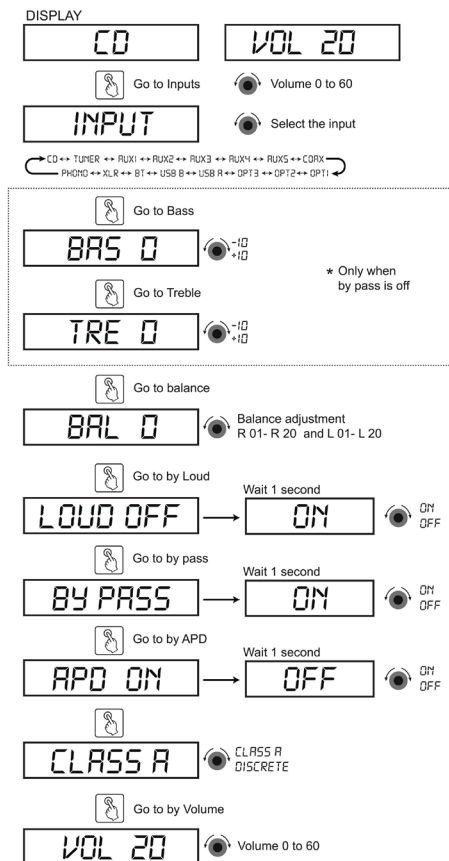 DISPLAY
CD VOL 20
Go to Inputs Volume 0 to 60
INPUT Select the input
CD ↔ TUNER ↔ AUX1 ↔ AUX2 ↔ AUX3 ↔ AUX4 ↔ AUX5 ↔ COAX
PHONO ↔ XLR ↔ BT ↔ USB B ↔ USB A ↔ OPT3 ↔ OPT2 ↔ OPT1
Go to Bass
BAS 0 -10
+10
* Only when
by pass is off
Go to Treble
TRE 0 -10
+10
Go to balance
BAL 0 Balance adjustment
R 01- R 20 and L 01- L 20
Go to by Loud
Wait 1 second
LOUD OFF → ON ON
OFF
Go to by pass
Wait 1 second
BY PASS → ON ON
OFF
Go to by APD
Wait 1 second
APD ON → OFF ON
OFF
CLASS A CLASS A
DISCRETE
Go to by Volume
VOL 20 Volume 0 to 60